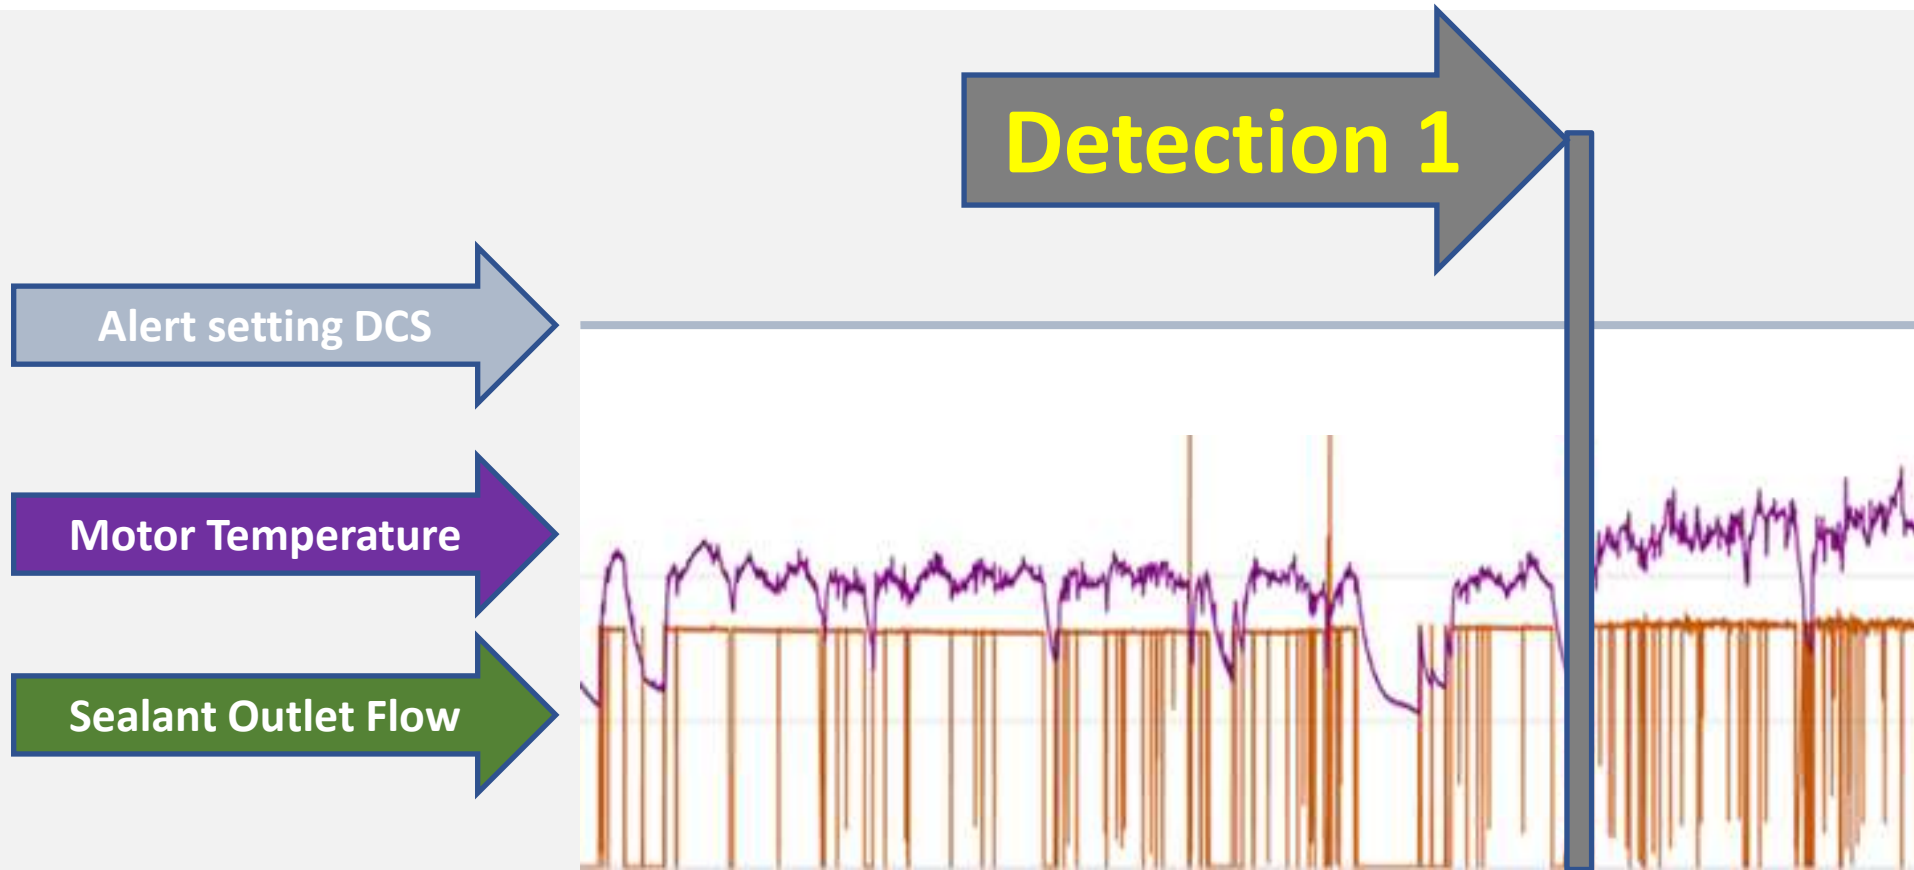 Detection 1
Alert setting DCS
Motor Temperature
Sealant Outlet Flow